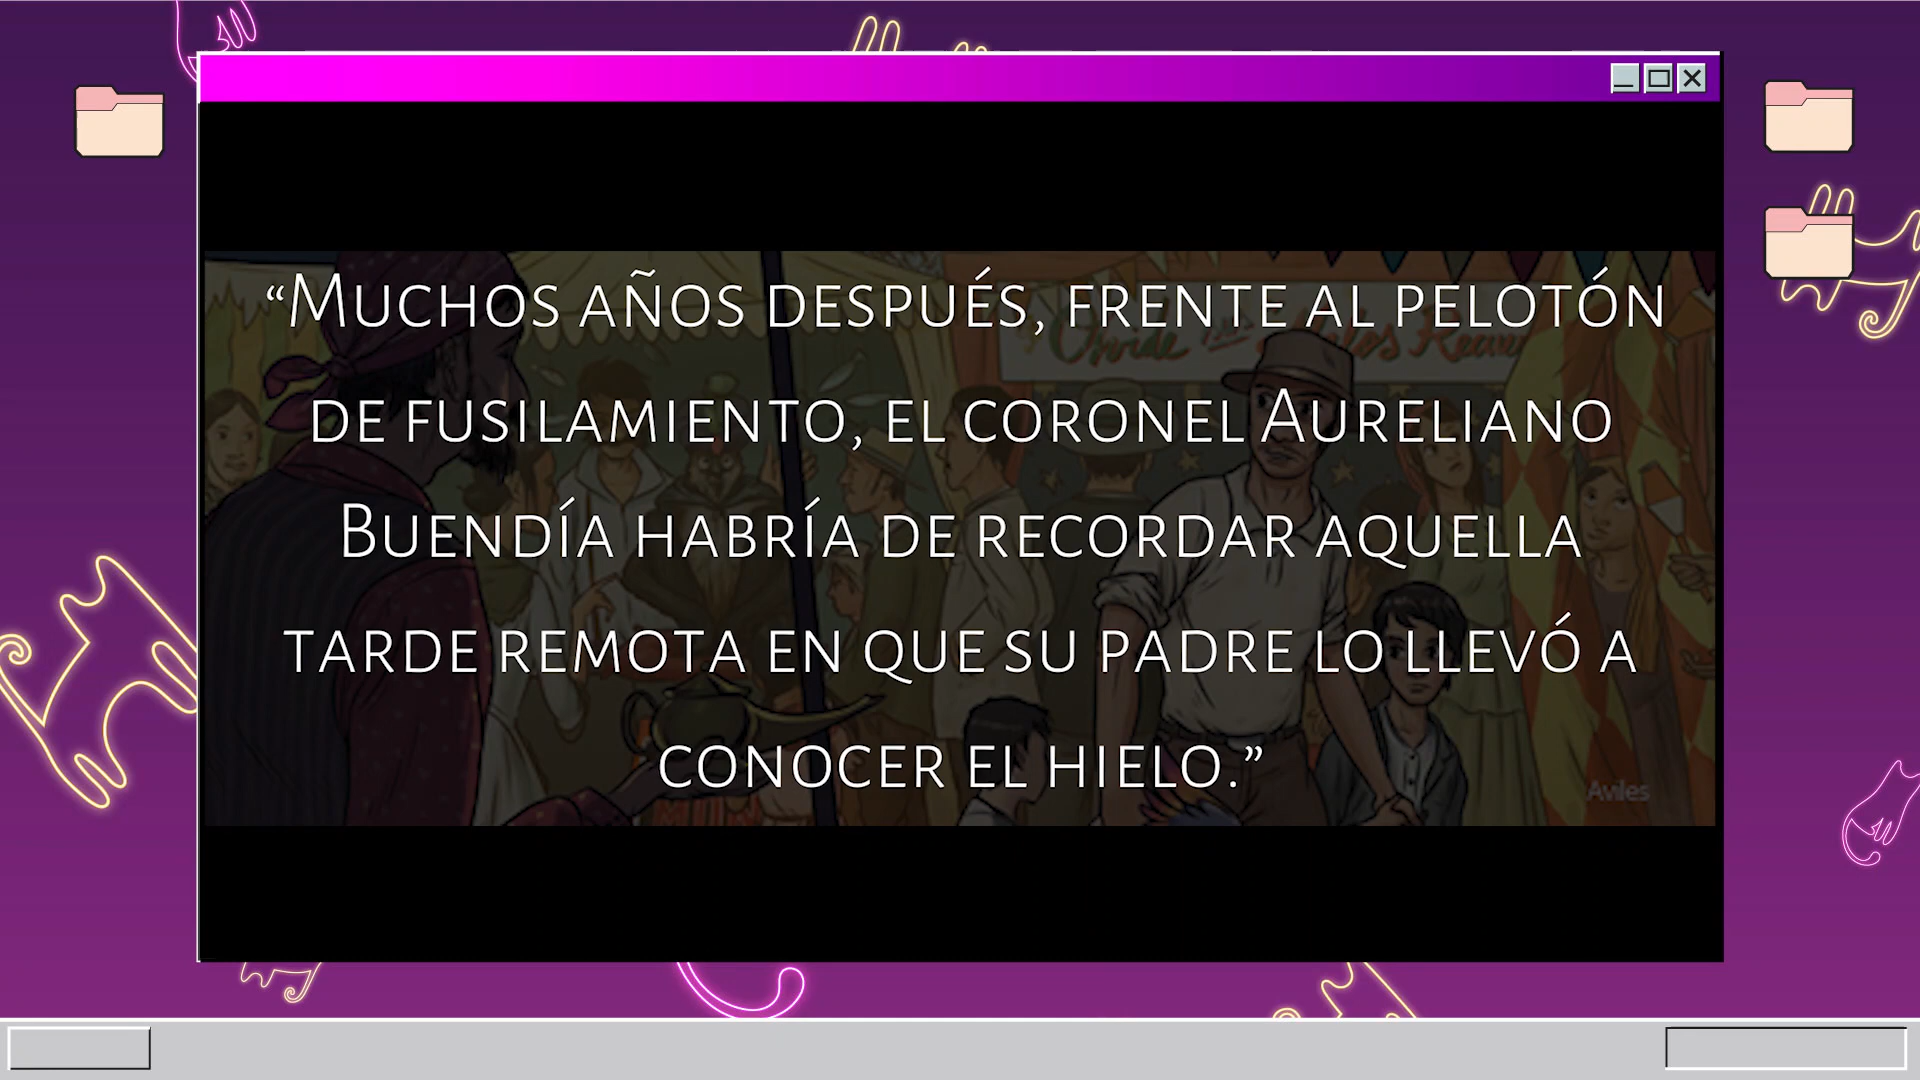 “Muchos años después, frente al pelotón
de fusilamiento, el coronel Aureliano
Buendía habría de recordar aquella
tarde remota en que su padre lo llevó a
conocer el hielo.”
Aviles